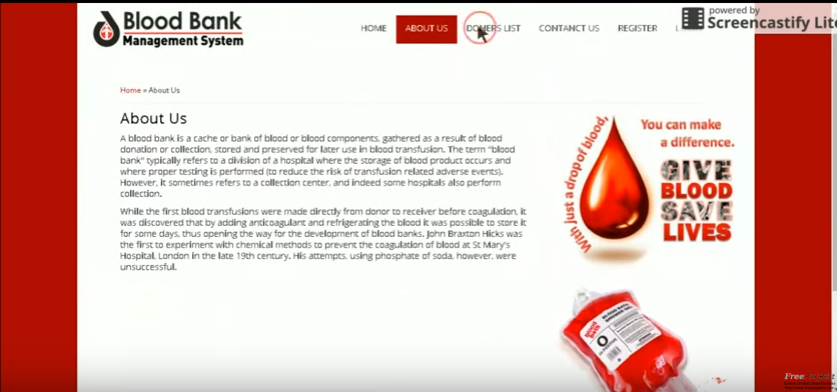 powered by
Screencastify Lite
Blood Bank
Management System
HOME
ABOUT US
DONERS LIST
CONTANCT US
REGISTER
Home » About Us
About Us
A blood bank is a cache or bank of blood or blood components, gathered as a result of blood
donation or collection, stored and preserved for later use in blood transfusion. The term "blood
bank" typically refers to a division of a hospital where the storage of blood product occurs and
where proper testing is performed (to reduce the risk of transfusion related adverse events).
However, it sometimes refers to a collection center, and indeed some hospitals also perform
collection.
While the first blood transfusions were made directly from donor to receiver before coagulation, it
was discovered that by adding anticoagulant and refrigerating the blood it was possible to store it
for some days, thus opening the way for the development of blood banks. John Braxton Hicks was
the first to experiment with chemical methods to prevent the coagulation of blood at St Mary's
Hospital, London in the late 19th century. His attempts, using phosphate of soda, however, were
unsuccessful.
With just a drop of blood,
You can make
a difference.
GIVE
BLOOD
SAVE
LIVES
O
Free